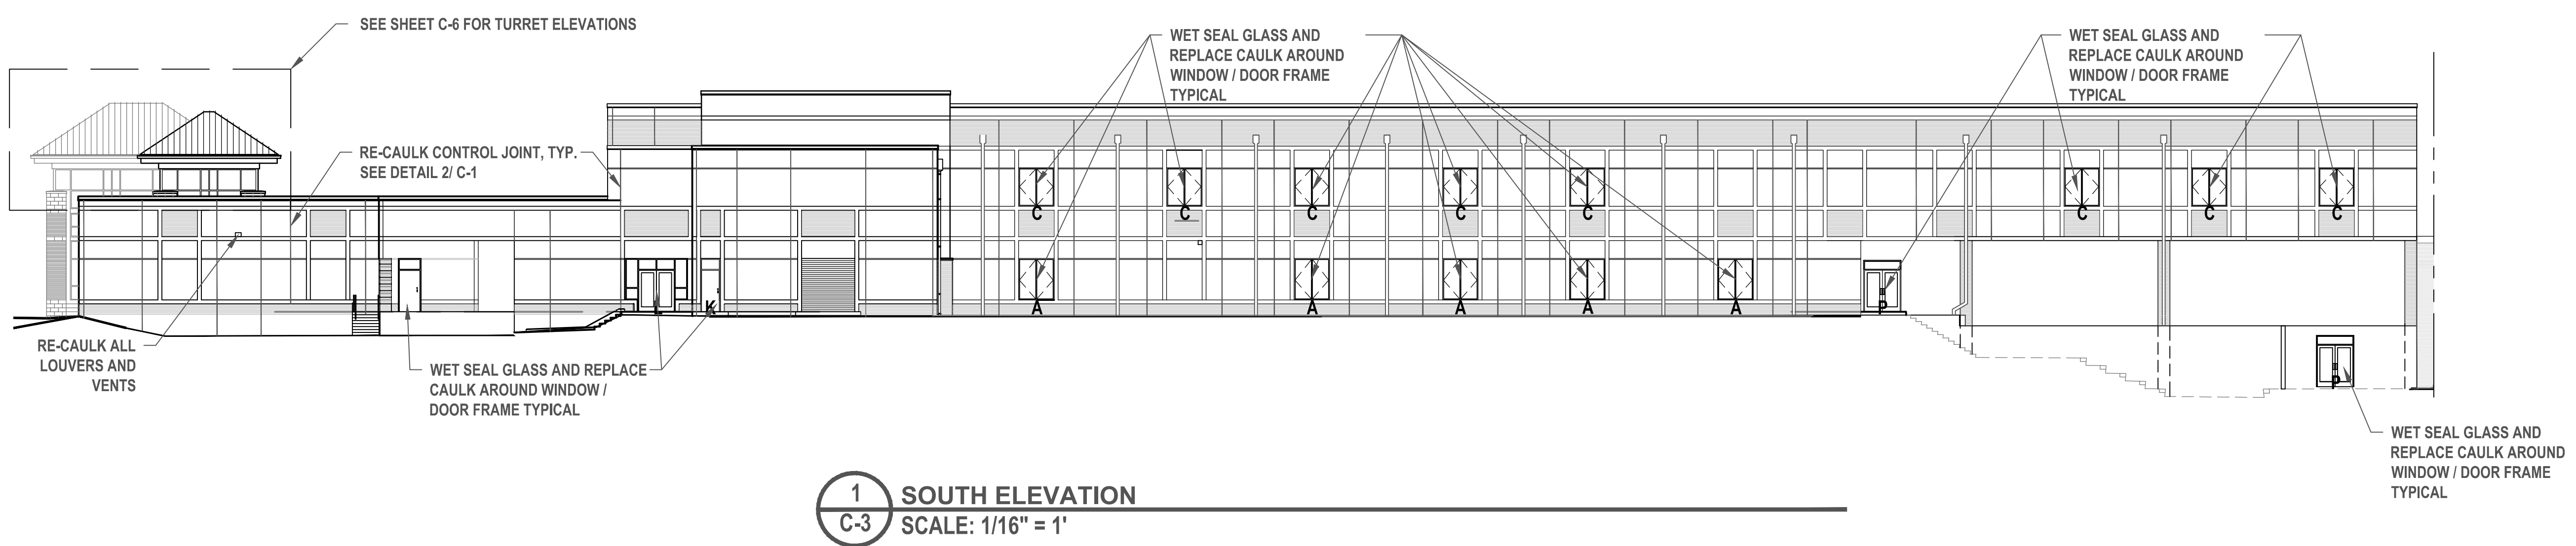 SEE SHEET C-6 FOR TURRET ELEVATIONS
RE-CAULK CONTROL JOINT, TYP.
SEE DETAIL 2/ C-1
WET SEAL GLASS AND
REPLACE CAULK AROUND
WINDOW / DOOR FRAME
TYPICAL
WET SEAL GLASS AND
REPLACE CAULK AROUND
WINDOW / DOOR FRAME
TYPICAL
C
C
C
C
C
C
C
C
A
A
A
A
A
L
K
P
P
RE-CAULK ALL
LOUVERS AND
VENTS
WET SEAL GLASS AND REPLACE
CAULK AROUND WINDOW /
DOOR FRAME TYPICAL
WET SEAL GLASS AND
REPLACE CAULK AROUND
WINDOW / DOOR FRAME
TYPICAL
1
C-3
SOUTH ELEVATION
SCALE: 1/16" = 1'